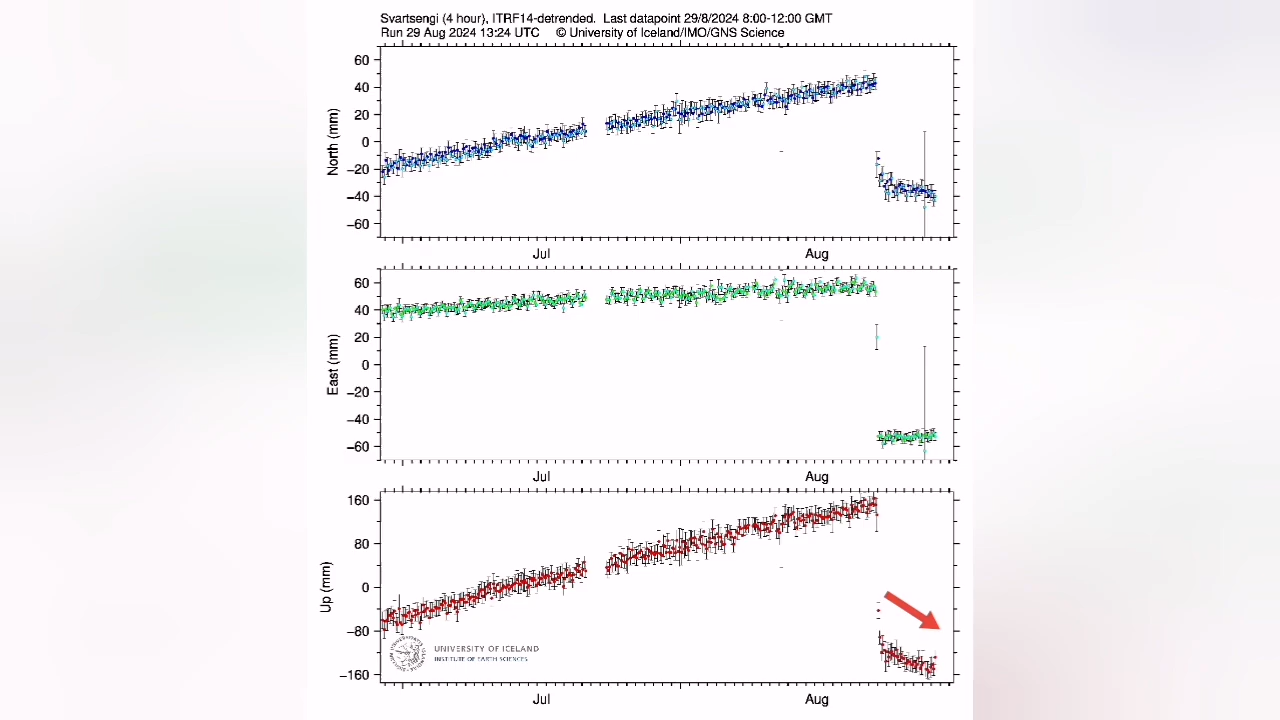 Svartsengi (4 hour), ITRF14-detrended. Last datapoint 29/8/2024 8:00-12:00 GMT
Run 29 Aug 2024 13:24 UTC © University of Iceland/IMO/GNS Science
North (mm)
60
40
20
0
−20
−40
−60
Jul Aug
East (mm)
60
40
20
0
−20
−40
−60
Jul Aug
Up (mm)
160
80
0
−80
−160
UNIVERSITY OF ICELAND
INSTITUTE OF EARTH SCIENCES
Jul Aug